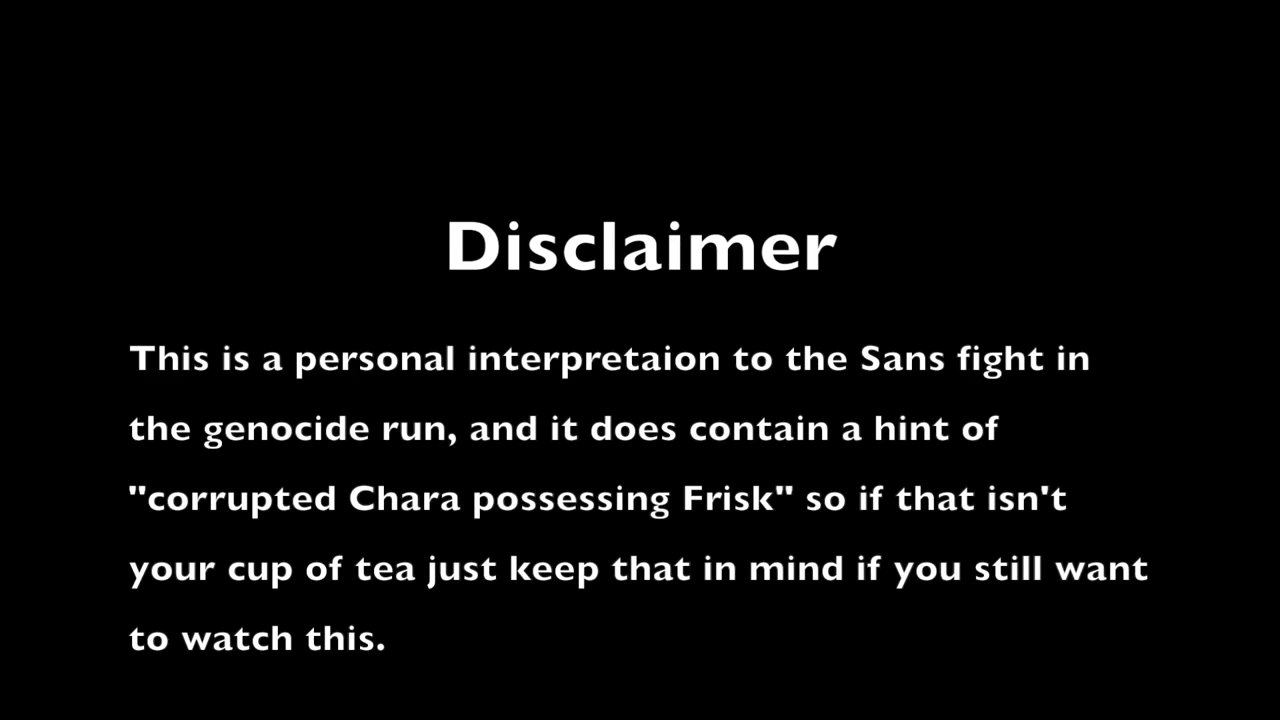 Disclaimer
This is a personal interpretaion to the Sans fight in
the genocide run, and it does contain a hint of
"corrupted Chara possessing Frisk" so if that isn't
your cup of tea just keep that in mind if you still want
to watch this.